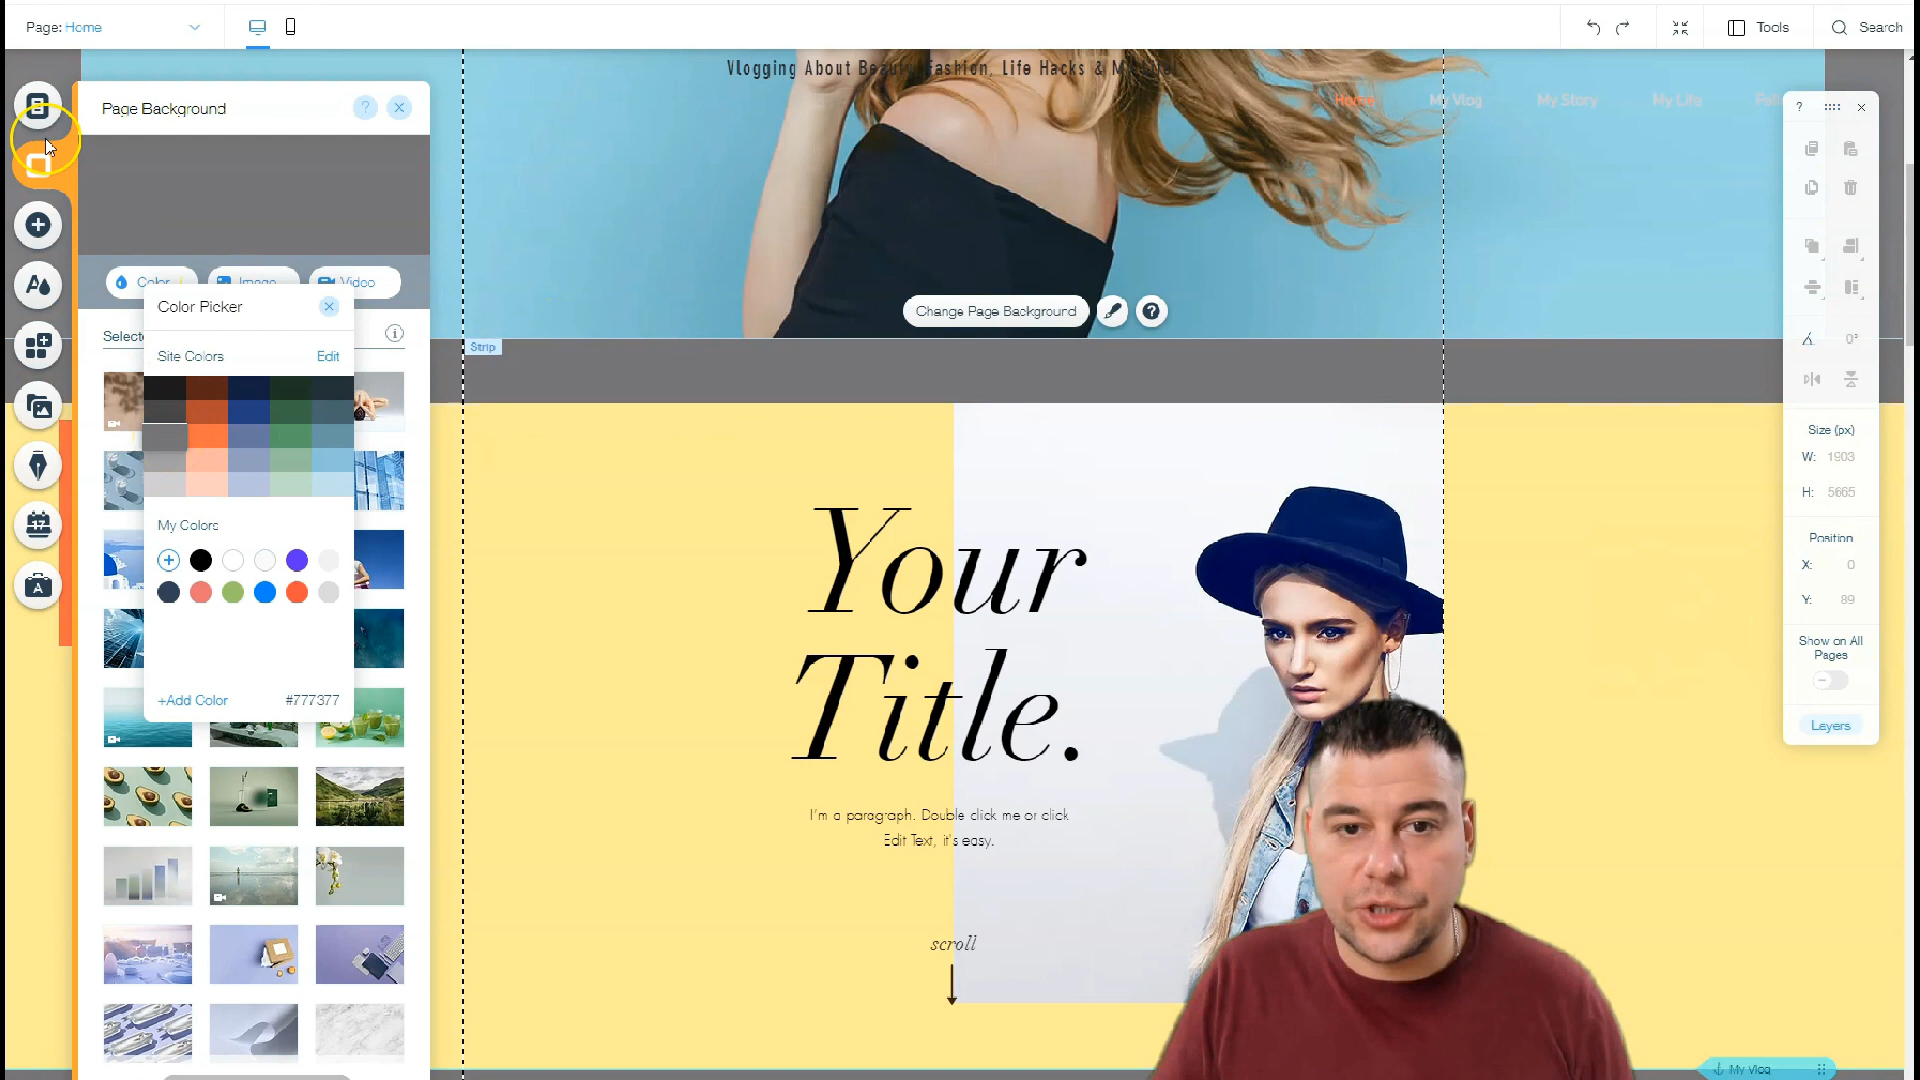 Page: Home
Tools
Search
Vlogging About Beauty, Fashion, Life Hacks &
Home
My Vlog
My Story
My Life
Page Background
Color
Image
Video
Color Picker
Site Colors
Edit
My Colors
+Add Color
#777377
17
A
Change Page Background
Strip
Your
Title.
I'm a paragraph. Double click me or click
Edit Text, it's easy.
scroll
My Vlog
0°
Size (px)
W: 1903
H: 5665
Position
X: 0
Y: 89
Show on All
Pages
Layers